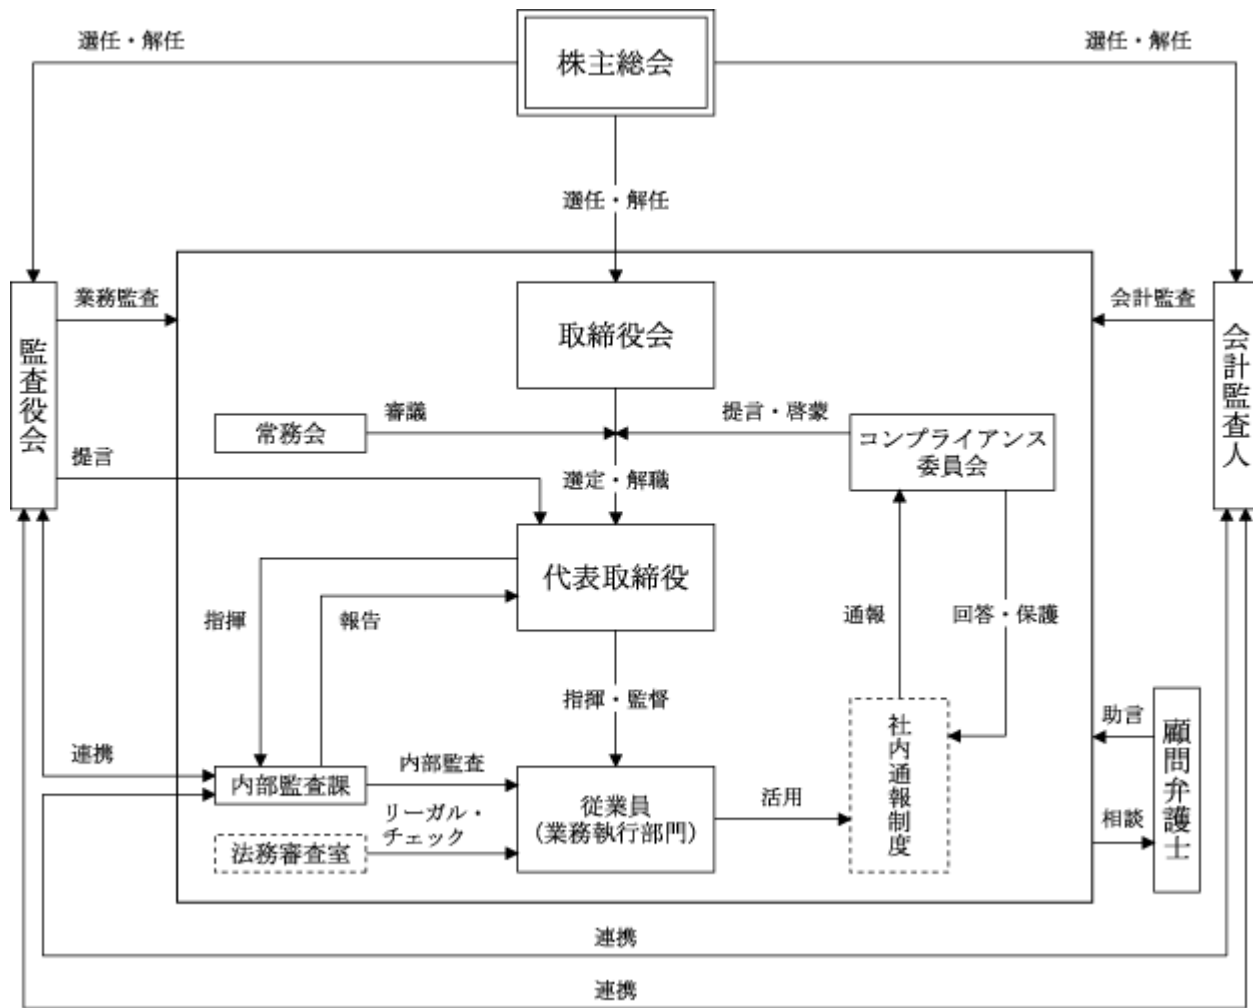 選任・解任
株主総会
選任・解任
選任・解任
業務監査
取締役会
会計監査
監査役会
会計監査人
審議
提言・啓蒙
常務会
コンプライアンス
委員会
提言
選定・解職
代表取締役
指揮
報告
通報
回答・保護
指揮・監督
社内通報制度
助言
顧問弁護士
連携
内部監査課
内部監査
従業員
(業務執行部門)
活用
リーガル・
チェック
相談
法務審査室
連携
連携